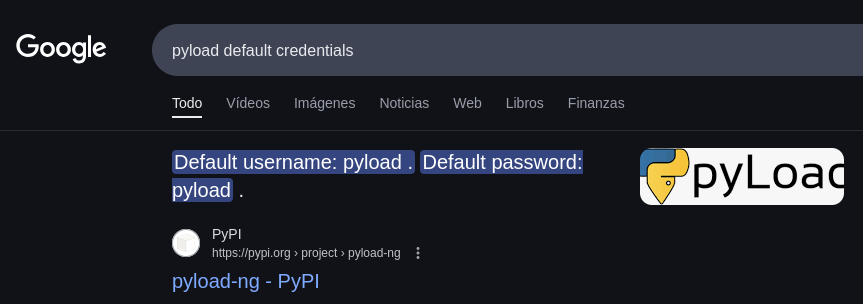 Google
pyload default credentials
Todo Vídeos Imágenes Noticias Web Libros Finanzas
Default username: pyload . Default password:
pyload .
pyLoad
PyPI
https://pypi.org › project › pyload-ng
pyload-ng - PyPI